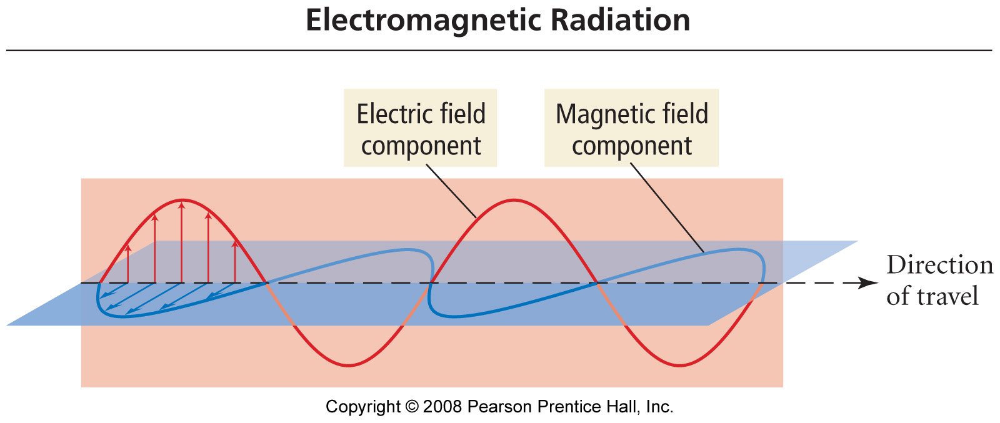 Electromagnetic Radiation
Electric field
component
Magnetic field
component
Direction
of travel
Copyright © 2008 Pearson Prentice Hall, Inc.